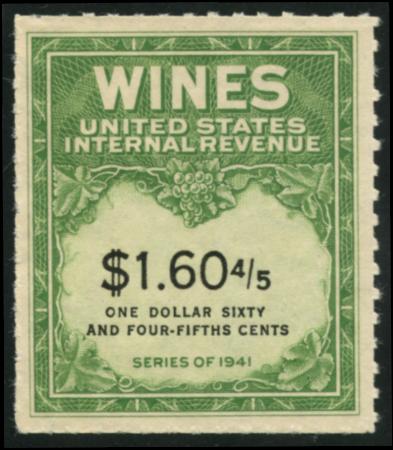 WINES
UNITED STATES
INTERNAL REVENUE
$1.60 4/5
ONE DOLLAR SIXTY
AND FOUR-FIFTHS CENTS
SERIES OF 1941